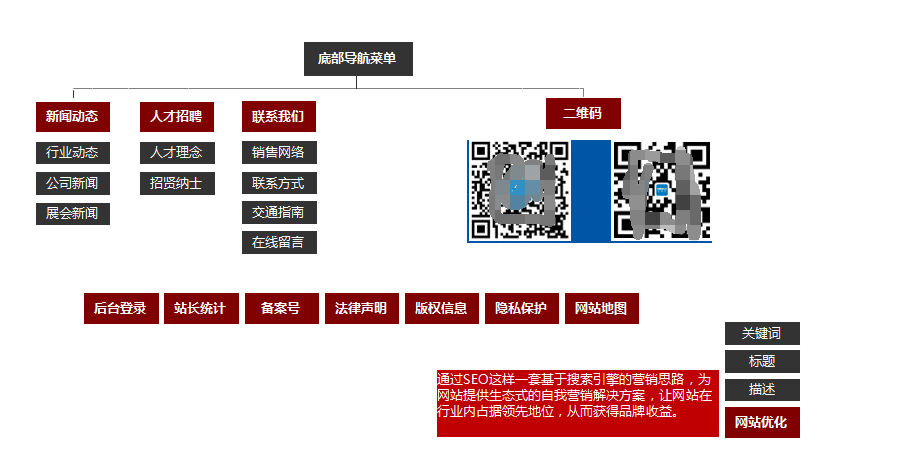 底部导航菜单
新闻动态
行业动态
公司新闻
展会新闻
人才招聘
人才理念
招贤纳士
联系我们
销售网络
联系方式
交通指南
在线留言
二维码
后台登录
站长统计
备案号
法律声明
版权信息
隐私保护
网站地图
关键词
标题
描述
网站优化
通过SEO这样一套基于搜索引擎的营销思路，为
网站提供生态式的自我营销解决方案，让网站在
行业内占据领先地位，从而获得品牌收益。